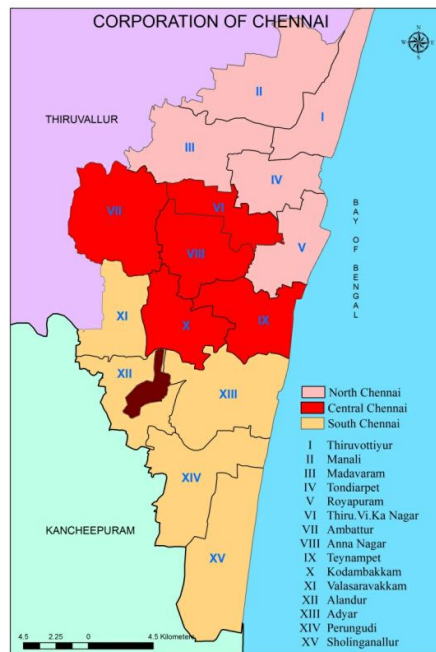 CORPORATION OF CHENNAI
N
W E
S
THIRUVALLUR
II
I
III
IV
VI
VII
V
VIII
BAY OF BENGAL
XI
X
IX
XII
XIII
North Chennai
Central Chennai
South Chennai
I Thiruvottiyur
II Manali
III Madavaram
IV Tondiarpet
V Royapuram
VI Thiru.Vi.Ka Nagar
VII Ambattur
VIII Anna Nagar
IX Teynampet
X Kodambakkam
XI Valasaravakkam
XII Alandur
XIII Adyar
XIV Perungudi
XV Sholinganallur
XIV
KANCHEEPURAM
XV
4.5 2.25 0 4.5 Kilometers